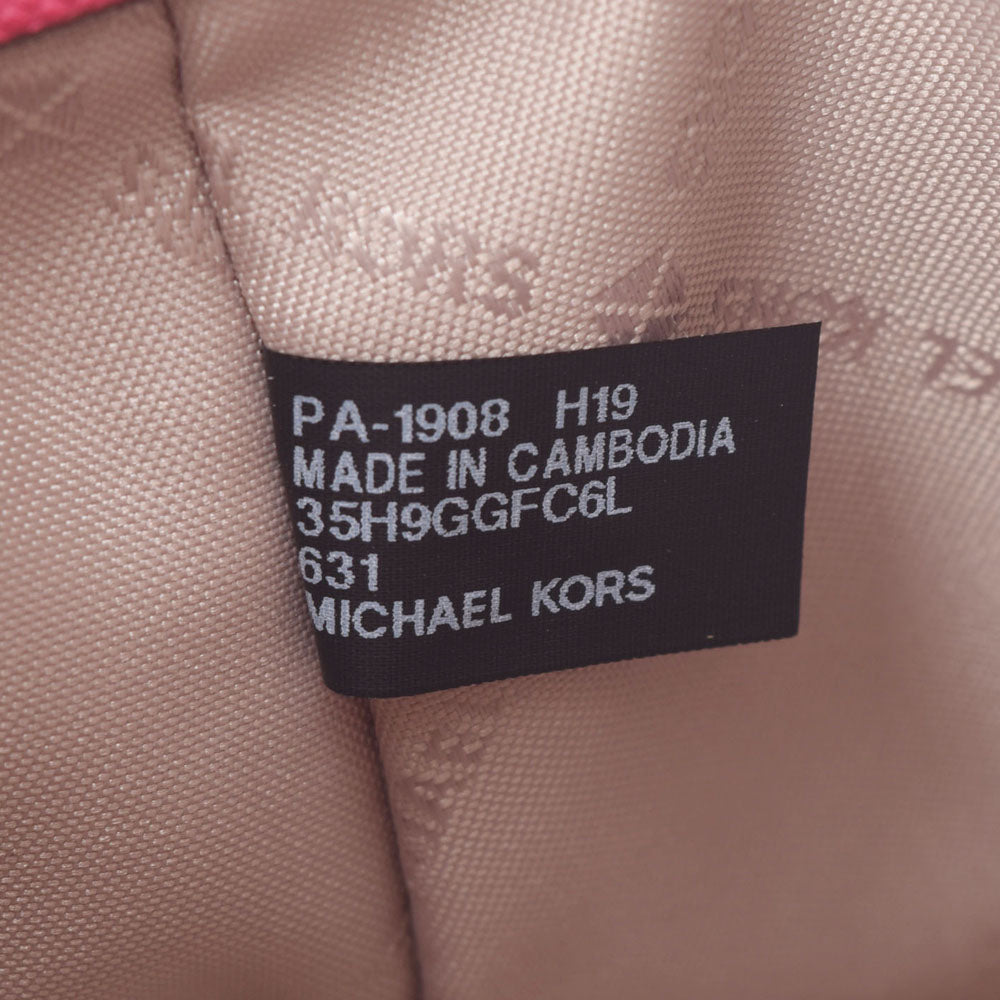 PA-1908 H19
MADE IN CAMBODIA
35H9GGFC6L
631
MICHAEL KORS